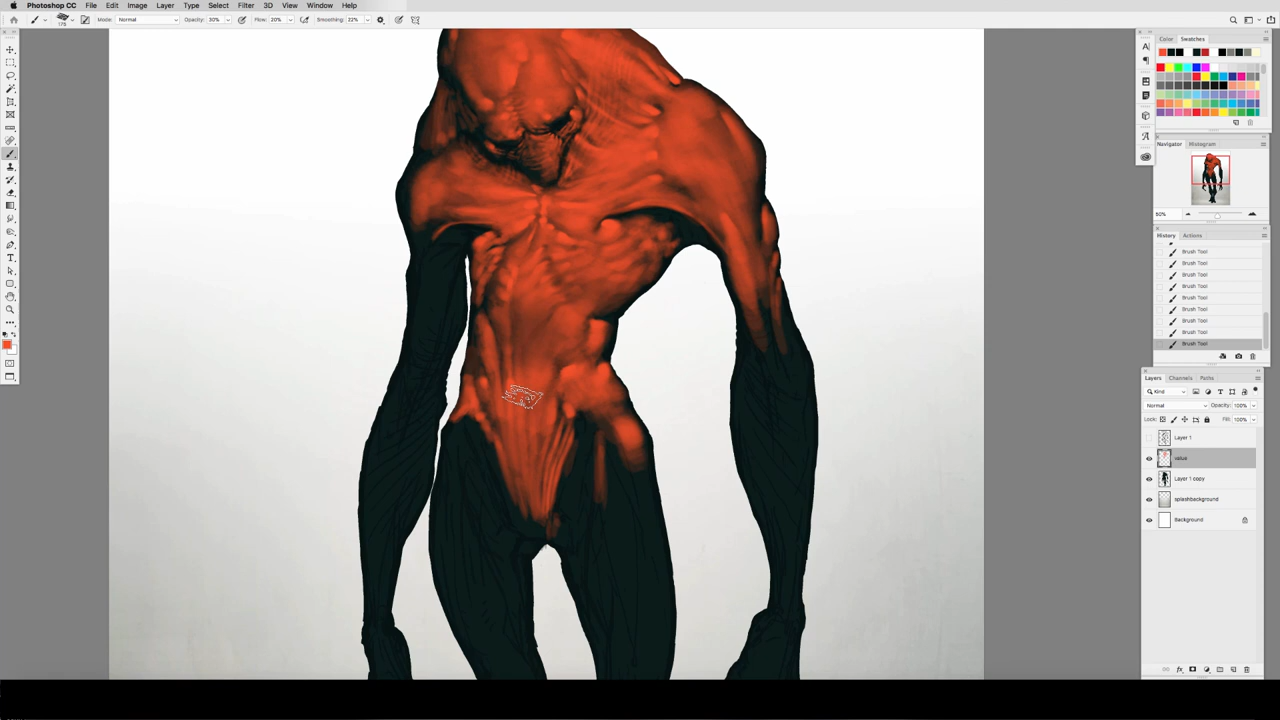 Photoshop CC File Edit Image Layer Type Select Filter 3D View Window Help
Mode: Normal Opacity: 30% Flow: 20% Smoothing: 22%
176
Color Swatches
Navigator Histogram
50%
History Actions
Brush Tool
Brush Tool
Brush Tool
Brush Tool
Brush Tool
Brush Tool
Brush Tool
Brush Tool
Brush Tool
Layers Channels Paths
Kind
Normal Opacity: 100%
Lock: Fill: 100%
Layer 1
value
Layer 1 copy
splashbackground
Background